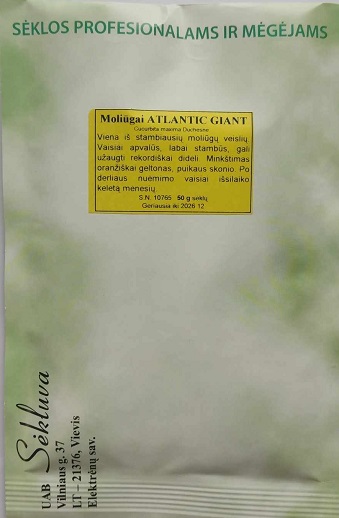 SĖKLOS PROFESIONALAMS IR MĖGĖJAMS
Moliūgai ATLANTIC GIANT
Cucurbita maxima Duchesne
Viena iš stambiausių moliūgų veislių.
Vaisiai apvalūs, labai stambūs, gali
užaugti rekordiškai dideli. Minkštimas
oranžiškai geltonas, puikaus skonio. Po
derliaus nuėmimo vaisiai išsilaiko
keletą mėnesių.
S.N. 10765 50 g sėklų
Geriausia iki 2026 12
UAB Sėkluva
Vilniaus g. 37
LT – 21376, Vievis
Elektrėnų sav.